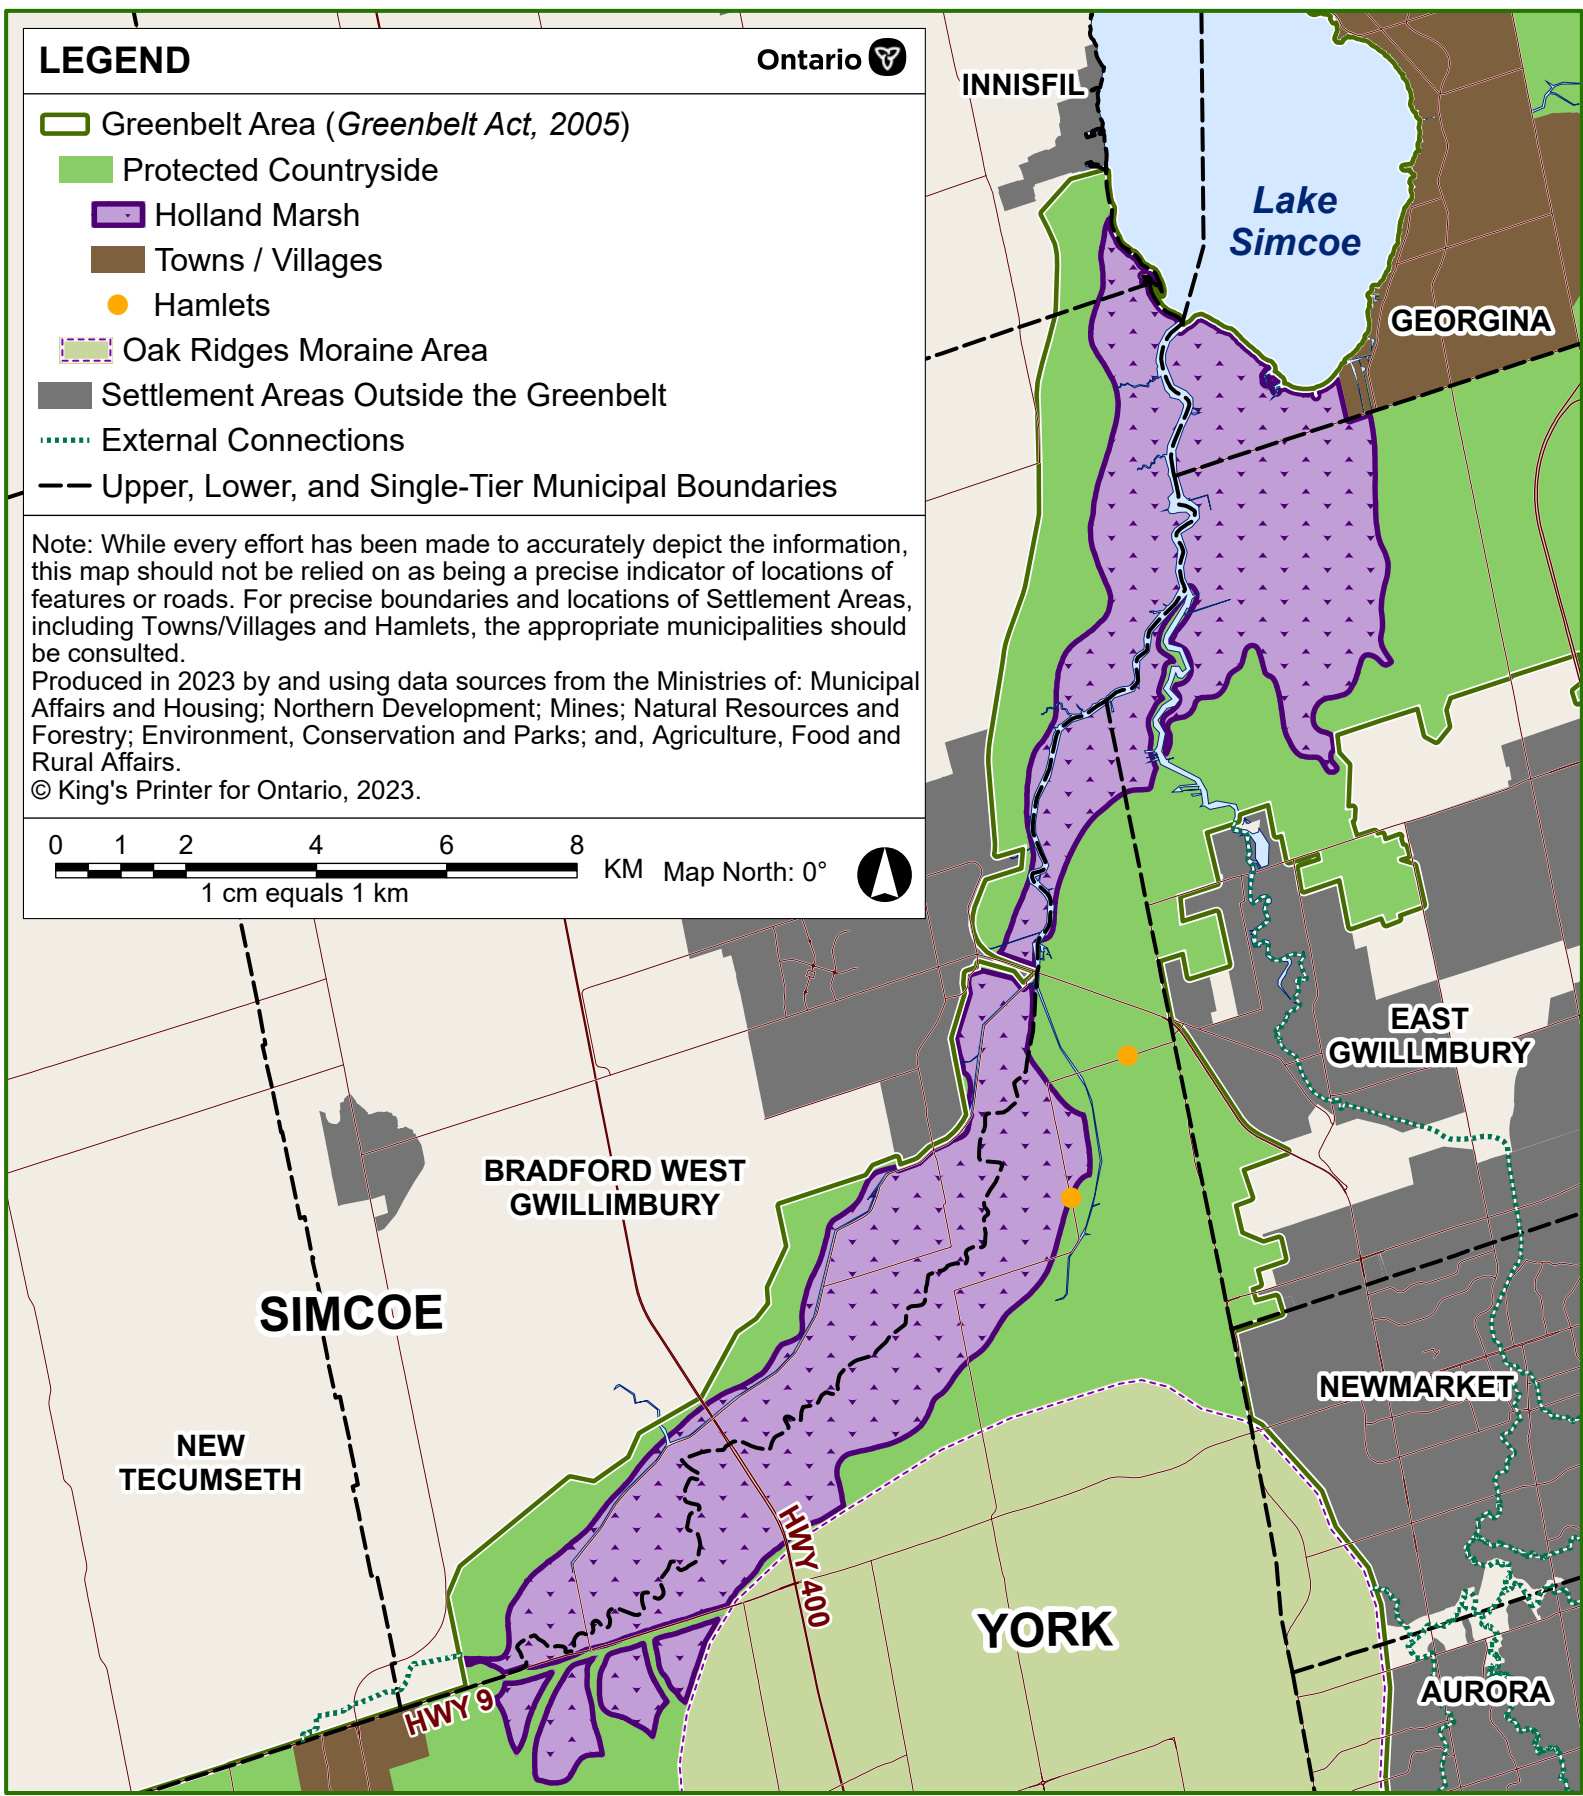 LEGEND
Ontario
Greenbelt Area (Greenbelt Act, 2005)
Protected Countryside
Holland Marsh
Towns / Villages
Hamlets
Oak Ridges Moraine Area
Settlement Areas Outside the Greenbelt
External Connections
Upper, Lower, and Single-Tier Municipal Boundaries
Note: While every effort has been made to accurately depict the information,
this map should not be relied on as being a precise indicator of locations of
features or roads. For precise boundaries and locations of Settlement Areas,
including Towns/Villages and Hamlets, the appropriate municipalities should
be consulted.
Produced in 2023 by and using data sources from the Ministries of: Municipal
Affairs and Housing; Northern Development; Mines; Natural Resources and
Forestry; Environment, Conservation and Parks; and, Agriculture, Food and
Rural Affairs.
© King's Printer for Ontario, 2023.
0 1 2 4 6 8
KM Map North: 0°
1 cm equals 1 km
INNISFIL
Lake
Simcoe
GEORGINA
EAST
GWILLMBURY
BRADFORD WEST
GWILLIMBURY
SIMCOE
NEWMARKET
NEW
TECUMSETH
HWY 400
YORK
AURORA
HWY 9